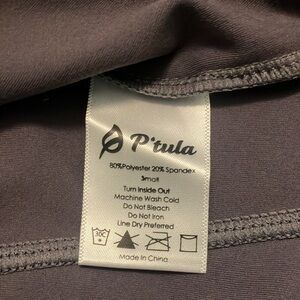 P'tula
80%Polyester 20% Spandex
Small
Turn Inside Out
Machine Wash Cold
Do Not Bleach
Do Not Iron
Line Dry Preferred
30C
Made In China